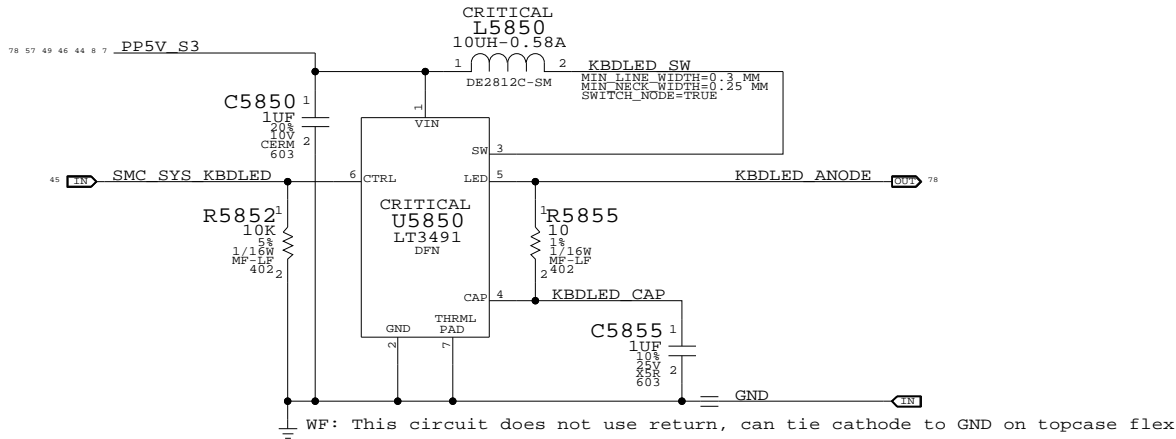 CRITICAL
L5850
10UH-0.58A
78 57 49 46 44 8 7 PP5V_S3
1 2 KBDLED_SW
DE2812C-SM
MIN_LINE_WIDTH=0.3 MM
MIN_NECK_WIDTH=0.25 MM
SWITCH_NODE=TRUE
C5850 1
1UF
20%
10V
CERM 2
603
1
VIN
SW 3
45 IN SMC_SYS_KBDLED 6 CTRL
LED 5 KBDLED_ANODE OUT 78
CRITICAL
U5850
LT3491
DFN
R5852 1
10K
5%
1/16W
MF-LF
402 2
1 R5855
10
1%
1/16W
MF-LF
2 402
CAP 4 KBDLED_CAP
THRML
GND PAD
2 7
C5855 1
1UF
10%
25V
X5R 2
603
GND IN
WF: This circuit does not use return, can tie cathode to GND on topcase flex